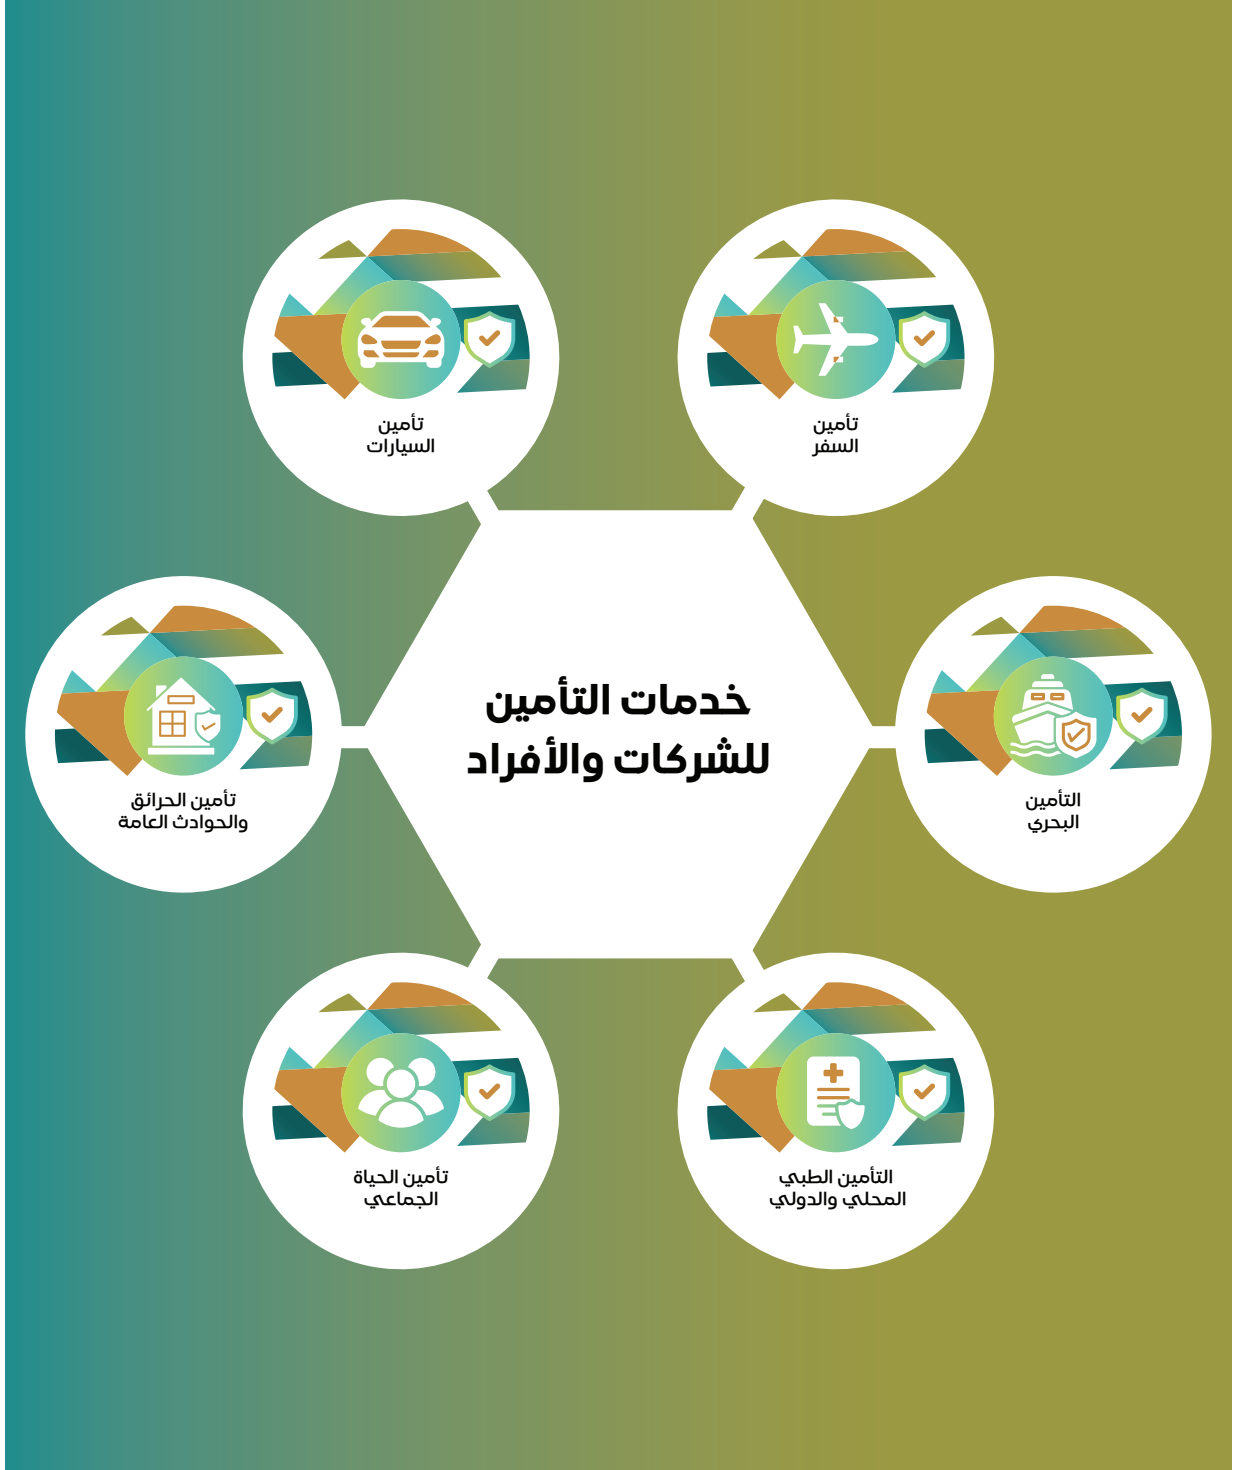 تأمين
السفر
تأمين
السيارات
خدمات التأمين
للشركات والأفراد
التأمين
البحري
تأمين الحرائق
والحوادث العامة
التأمين الطبي
المحلي والدولي
تأمين الحياة
الجماعي